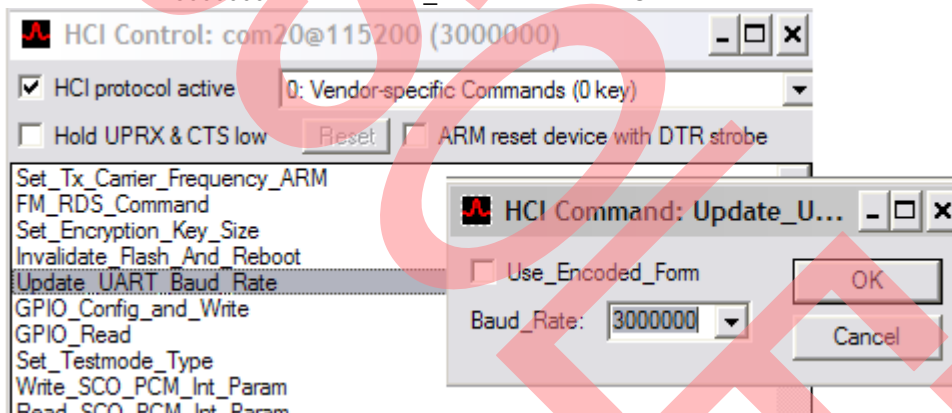 HCI Control: com20@115200 (3000000)
HCI protocol active
0: Vendor-specific Commands (0 key)
Hold UPRX & CTS low
Reset
ARM reset device with DTR strobe
Set_Tx_Carrier_Frequency_ARM
FM_RDS_Command
Set_Encryption_Key_Size
Invalidate_Flash_And_Reboot
Update_UART_Baud_Rate
GPIO_Config_and_Write
GPIO_Read
Set_Testmode_Type
Write_SCO_PCM_Int_Param
Read_SCO_PCM_Int_Param
HCI Command: Update_U...
Use_Encoded_Form
OK
Baud_Rate: 3000000
Cancel